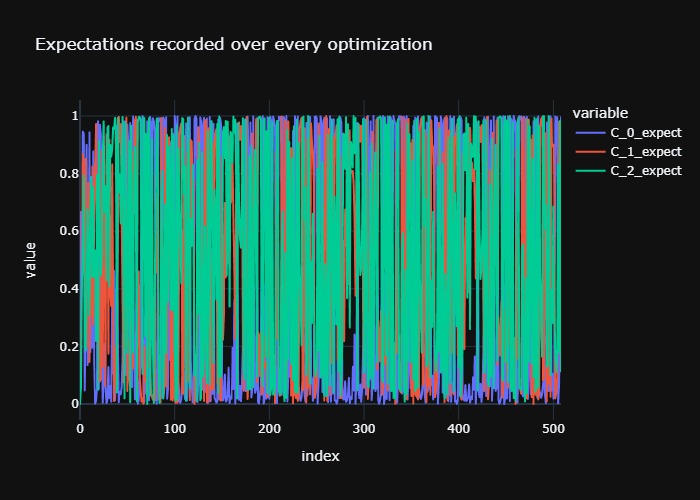 Expectations recorded over every optimization
variable
C_0_expect
C_1_expect
C_2_expect
1
0.8
0.6
0.4
0.2
0
value
0 100 200 300 400 500
index